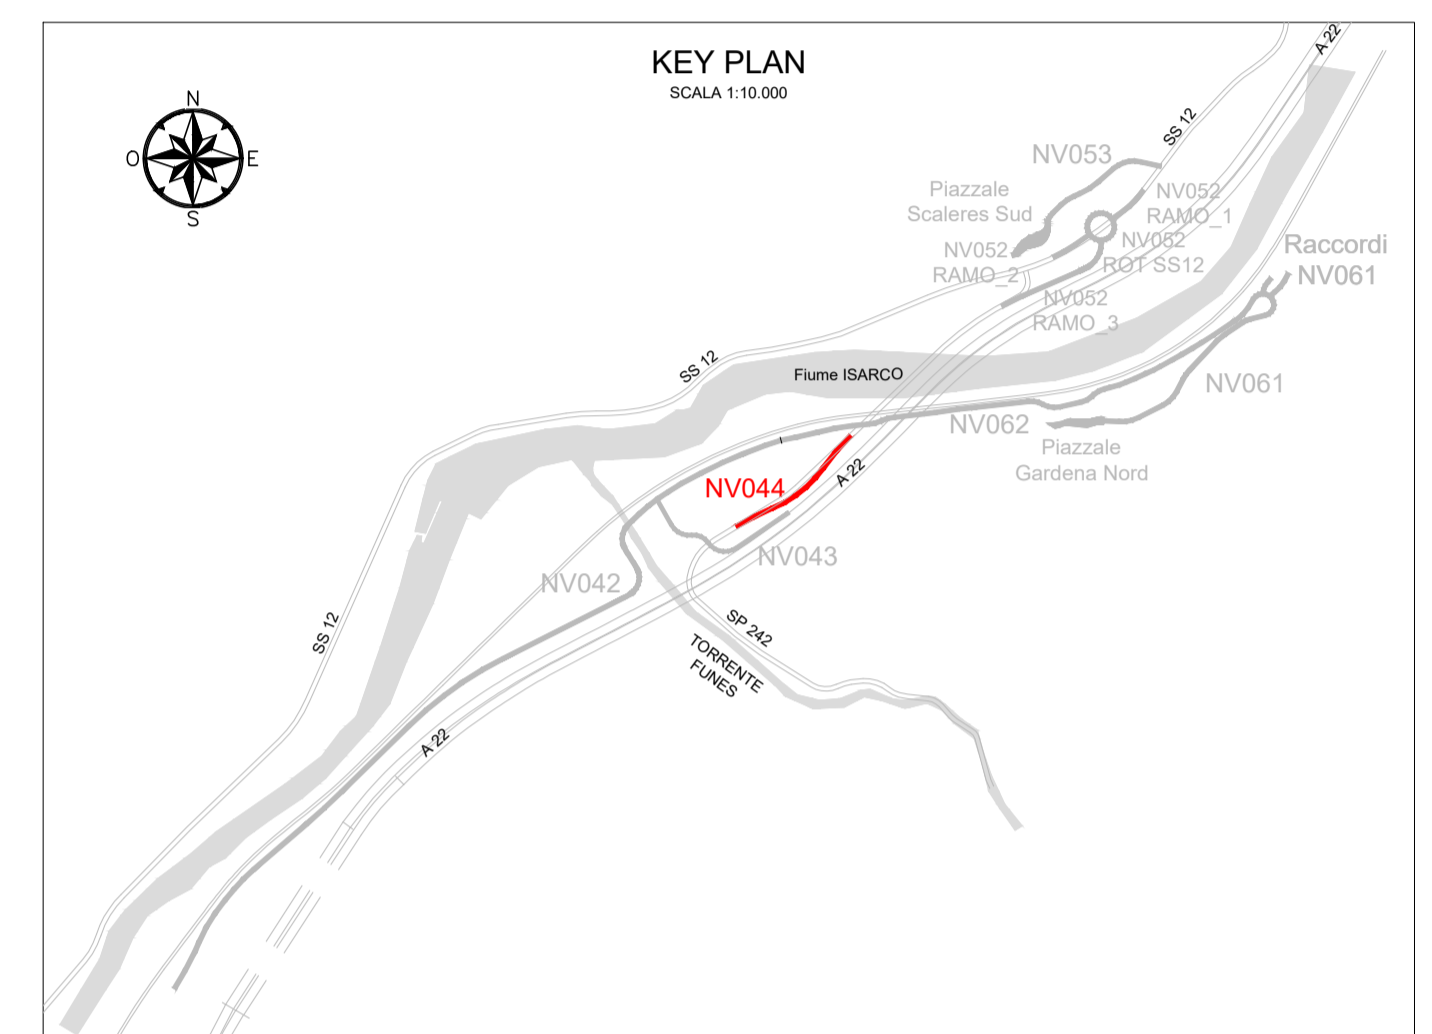 KEY PLAN
SCALA 1:10.000
N
O
E
S
A-22
SS 12
NV053
Piazzale
Scaleres Sud
NV052
RAMO_1
NV052
ROT SS12
NV052
RAMO_2
Raccordi
NV061
NV052
RAMO_3
SS 12
Fiume ISARCO
NV061
NV062
Piazzale
Gardena Nord
A-22
NV044
NV043
NV042
SS 12
SP 242
TORRENTE
FUNES
A-22